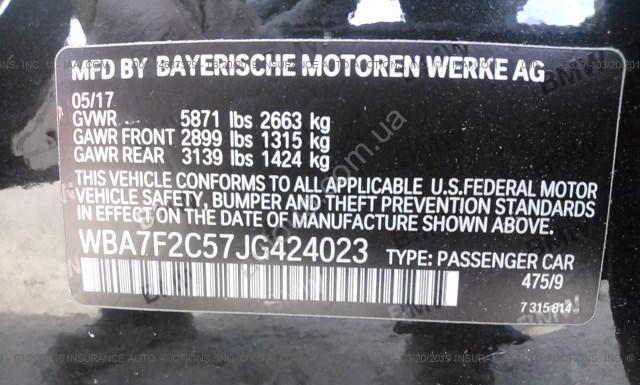 MFD BY BAYERISCHE MOTOREN WERKE AG
05/17
GVWR 5871 lbs 2663 kg
GAWR FRONT 2899 lbs 1315 kg
GAWR REAR 3139 lbs 1424 kg
THIS VEHICLE CONFORMS TO ALL APPLICABLE U.S.FEDERAL MOTOR
VEHICLE SAFETY, BUMPER AND THEFT PREVENTION STANDARDS
IN EFFECT ON THE DATE OF MANUFACTURE SHOWN ABOVE.
WBA7F2C57JG424023 TYPE: PASSENGER CAR
475/9
7 315 814